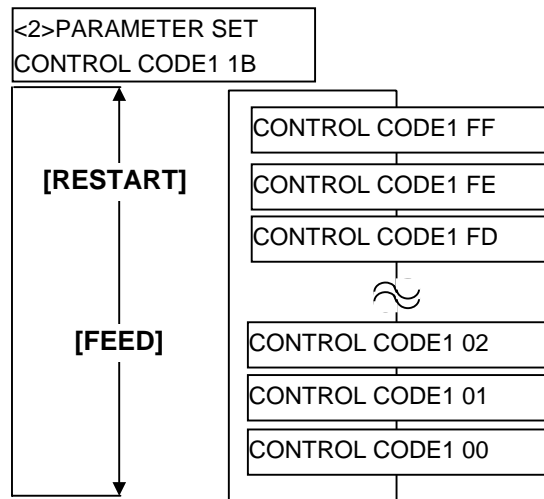 <2>PARAMETER SET
CONTROL CODE1 1B
CONTROL CODE1 FF
[RESTART]
CONTROL CODE1 FE
CONTROL CODE1 FD
[FEED]
CONTROL CODE1 02
CONTROL CODE1 01
CONTROL CODE1 00